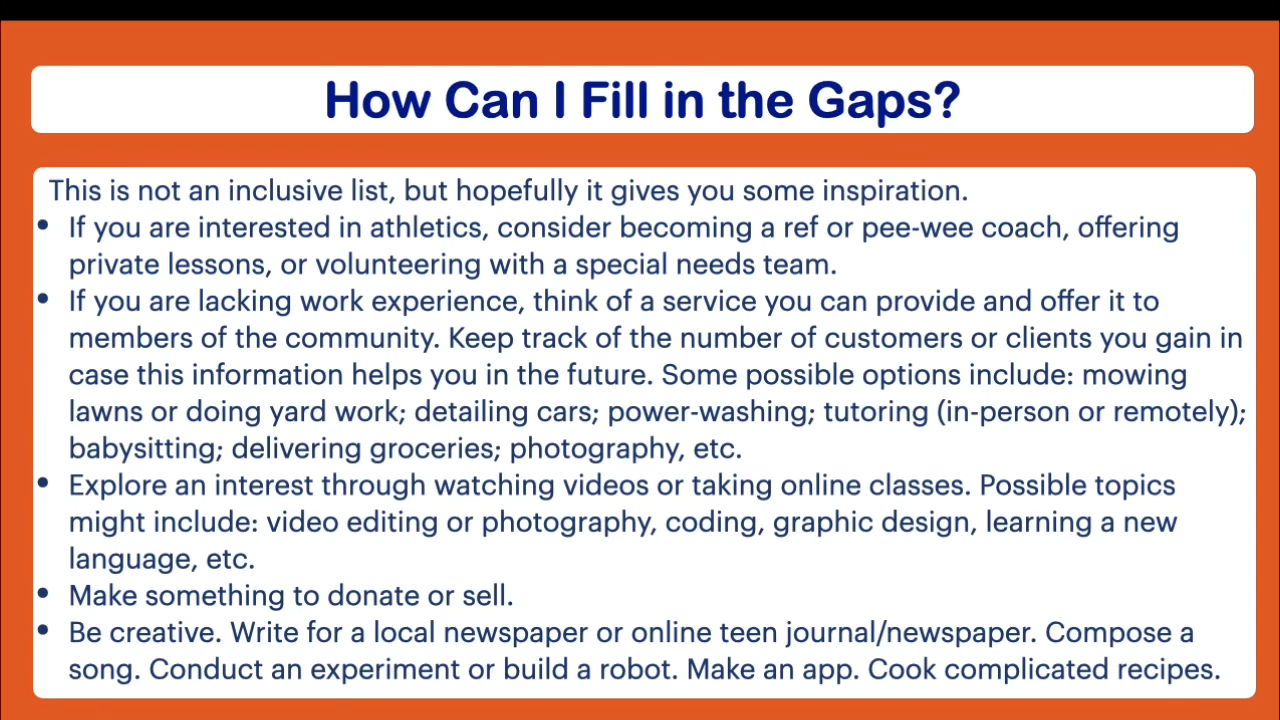 How Can I Fill in the Gaps?
This is not an inclusive list, but hopefully it gives you some inspiration.
• If you are interested in athletics, consider becoming a ref or pee-wee coach, offering
private lessons, or volunteering with a special needs team.
• If you are lacking work experience, think of a service you can provide and offer it to
members of the community. Keep track of the number of customers or clients you gain in
case this information helps you in the future. Some possible options include: mowing
lawns or doing yard work; detailing cars; power-washing; tutoring (in-person or remotely);
babysitting; delivering groceries; photography, etc.
• Explore an interest through watching videos or taking online classes. Possible topics
might include: video editing or photography, coding, graphic design, learning a new
language, etc.
• Make something to donate or sell.
• Be creative. Write for a local newspaper or online teen journal/newspaper. Compose a
song. Conduct an experiment or build a robot. Make an app. Cook complicated recipes.